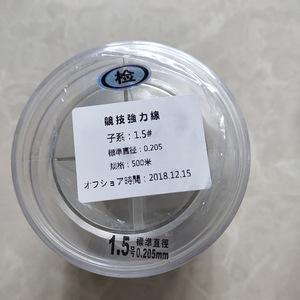 检
競技強力線
子系：1.5#
標準直径：0.205
规格：500米
オフショア時間：2018.12.15
1.5号
標準直徑
0.205mm